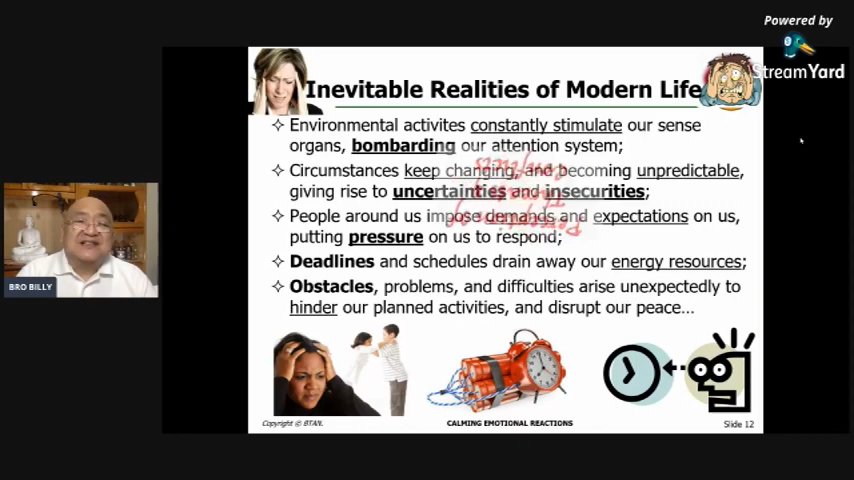 Powered by
StreamYard
Inevitable Realities of Modern Life
Environmental activites constantly stimulate our sense
organs, bombarding our attention system;
Circumstances keep changing, and becoming unpredictable,
giving rise to uncertainties and insecurities;
People around us impose demands and expectations on us,
putting pressure on us to respond;
Deadlines and schedules drain away our energy resources;
Obstacles, problems, and difficulties arise unexpectedly to
hinder our planned activities, and disrupt our peace…
Perception of
Conflicts
BRO BILLY
Copyright © BTAN.
CALMING EMOTIONAL REACTIONS
Slide 12